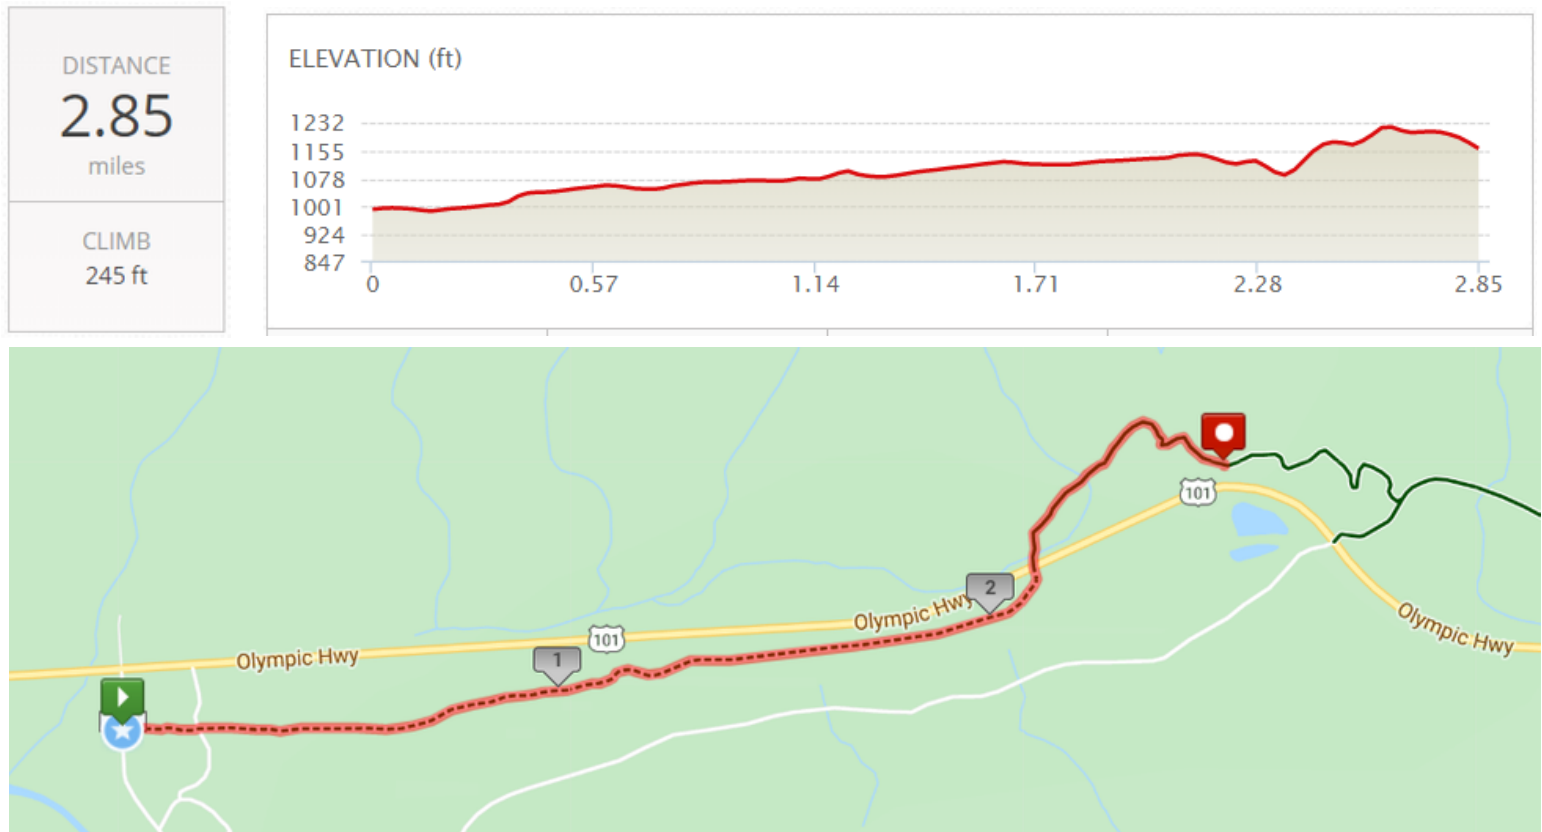 DISTANCE
2.85
miles
CLIMB
245 ft
ELEVATION (ft)
1232
1155
1078
1001
924
847
0 0.57 1.14 1.71 2.28 2.85
101
2
Olympic Hwy
101
Olympic Hwy
1
Olympic Hwy